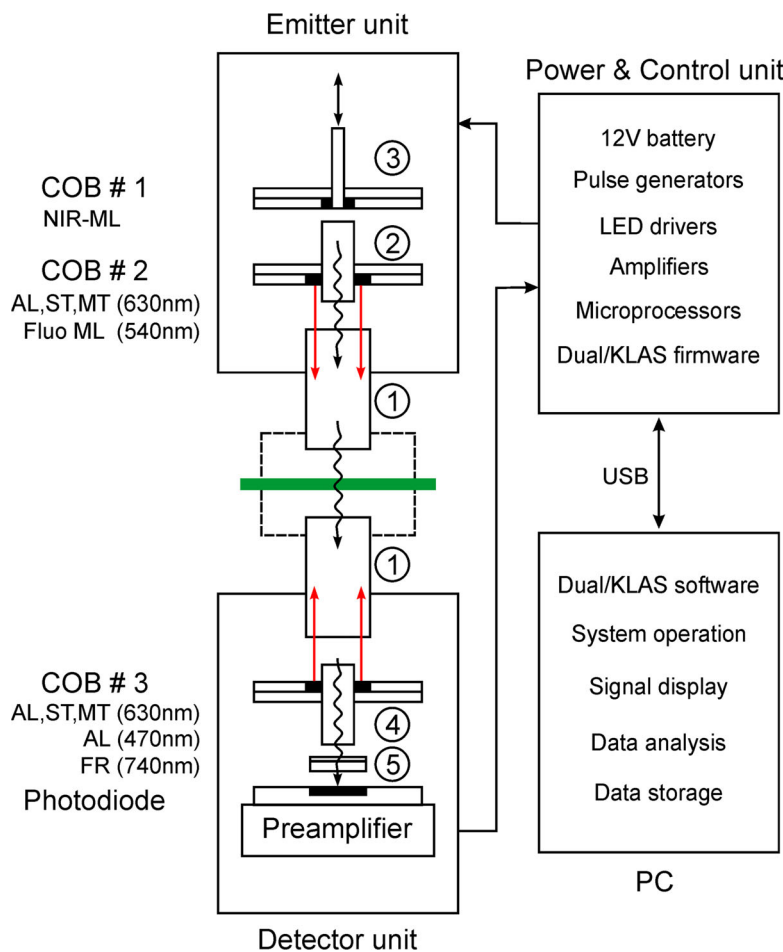 Emitter unit
Power & Control unit
12V battery
Pulse generators
LED drivers
Amplifiers
Microprocessors
Dual/KLAS firmware
3
COB # 1
NIR-ML
2
COB # 2
AL,ST,MT (630nm)
Fluo ML (540nm)
1
USB
1
Dual/KLAS software
System operation
Signal display
Data analysis
Data storage
PC
COB # 3
AL,ST,MT (630nm)
AL (470nm)
FR (740nm)
4
5
Photodiode
Preamplifier
Detector unit